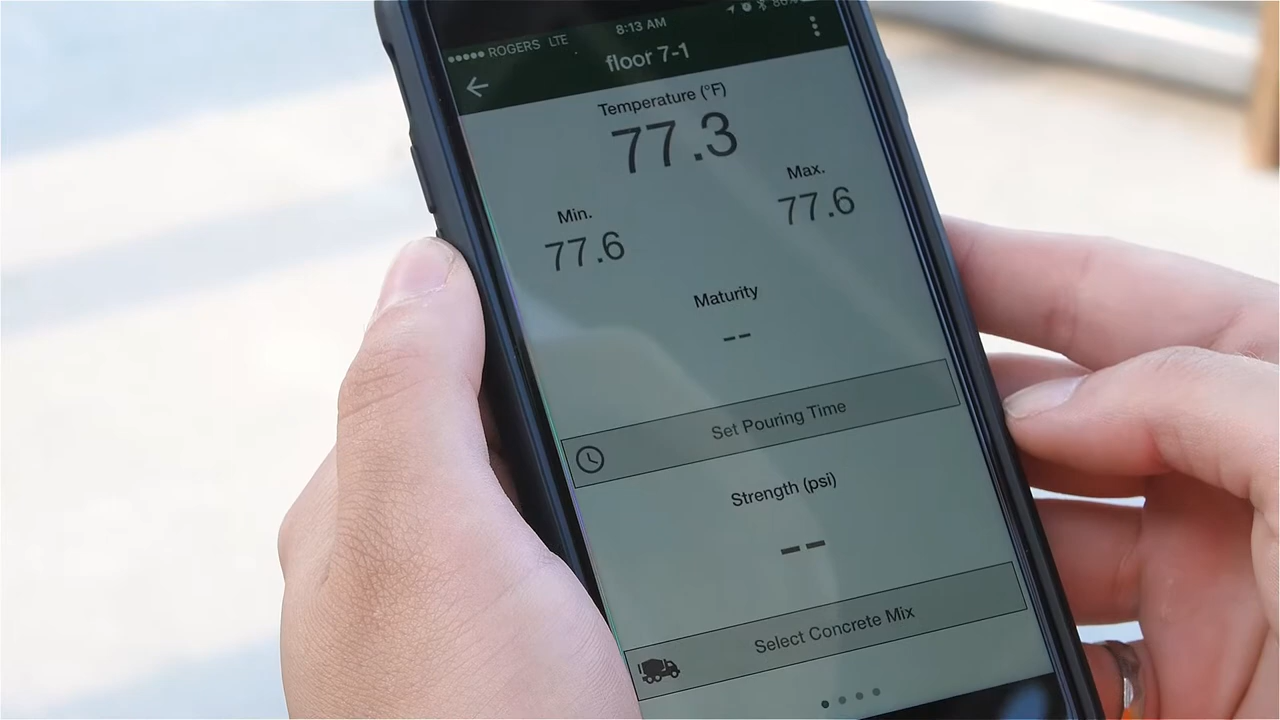 ●●●●● ROGERS LTE 8:13 AM
floor 7-1
Temperature (°F)
77.3
Min. Max.
77.6 77.6
Maturity
--
Set Pouring Time
Strength (psi)
--
Select Concrete Mix